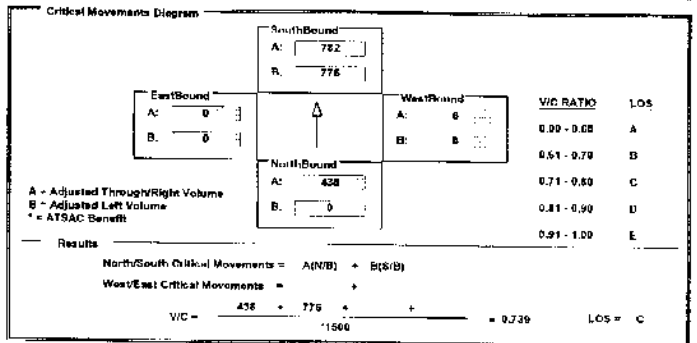 Critical Movements Diagram
SouthBound
A: 782
B: 776
EastBound
A: 0
B: 0
WestBound
A:
B:
NorthBound
A: 438
B: 0
V/C RATIO LOS
0.00 - 0.60 A
0.61 - 0.70 B
0.71 - 0.80 C
0.81 - 0.90 D
0.91 - 1.00 E
A = Adjusted Through/Right Volume
B = Adjusted Left Volume
* = ATSAC Benefit
Results
North/South Critical Movements = A(N/B) + B(S/B)
West/East Critical Movements = +
438 + 776 + +
V/C = = 0.739 LOS = C
*1500